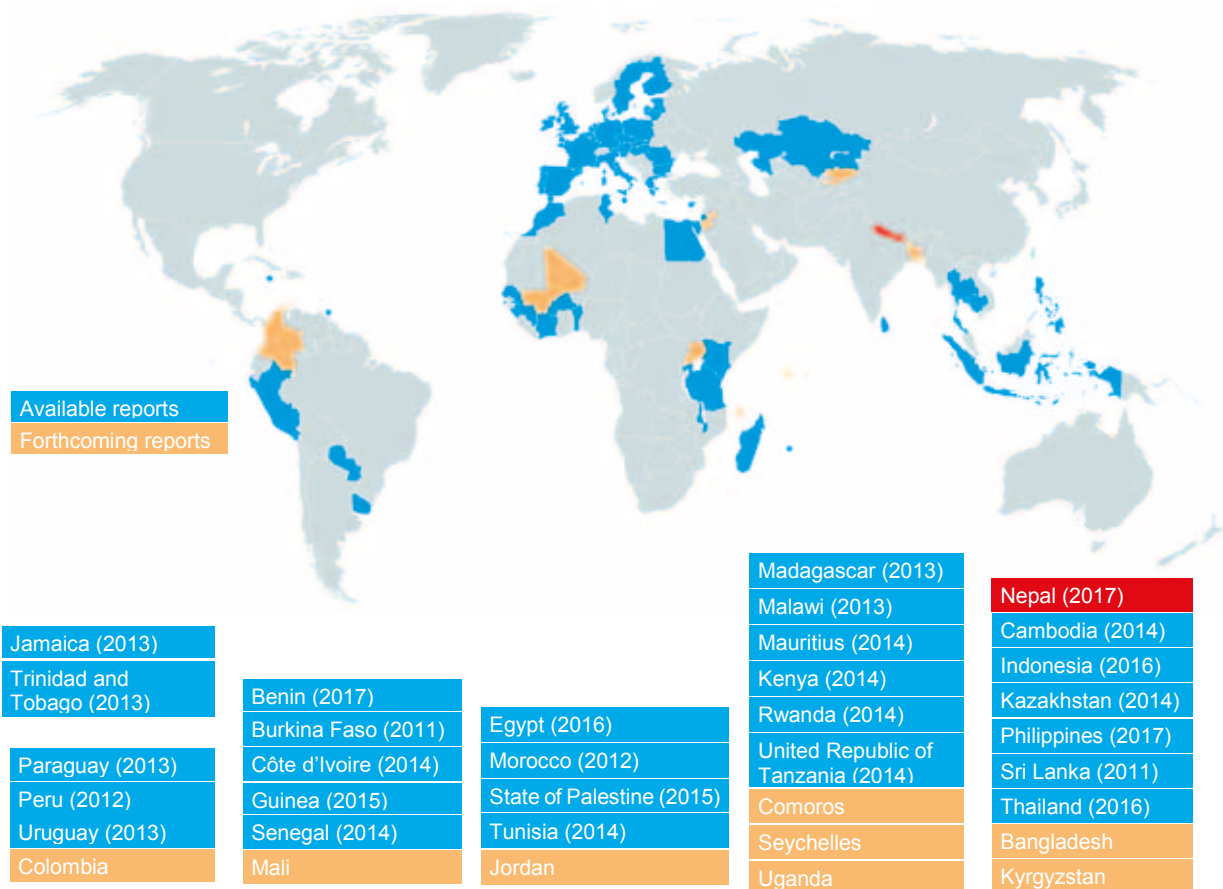 Available reports
Forthcoming reports
Jamaica (2013)
Trinidad and
Tobago (2013)
Paraguay (2013)
Peru (2012)
Uruguay (2013)
Colombia
Benin (2017)
Burkina Faso (2011)
Côte d’Ivoire (2014)
Guinea (2015)
Senegal (2014)
Mali
Egypt (2016)
Morocco (2012)
State of Palestine (2015)
Tunisia (2014)
Jordan
Madagascar (2013)
Malawi (2013)
Mauritius (2014)
Kenya (2014)
Rwanda (2014)
United Republic of
Tanzania (2014)
Comoros
Seychelles
Uganda
Nepal (2017)
Cambodia (2014)
Indonesia (2016)
Kazakhstan (2014)
Philippines (2017)
Sri Lanka (2011)
Thailand (2016)
Bangladesh
Kyrgyzstan